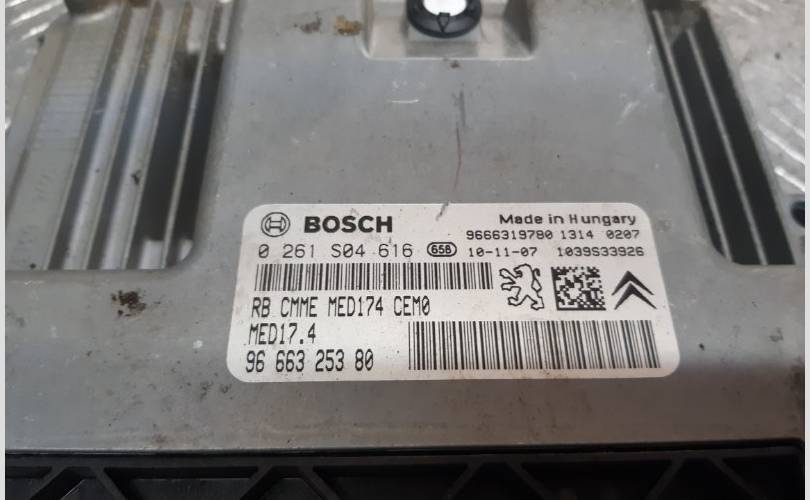 BOSCH
Made in Hungary
9666319780 1314 0207
0 261 S04 616 65B 10-11-07 1039S33926
RB CMME MED174 CEM0
MED17.4
96 663 253 80